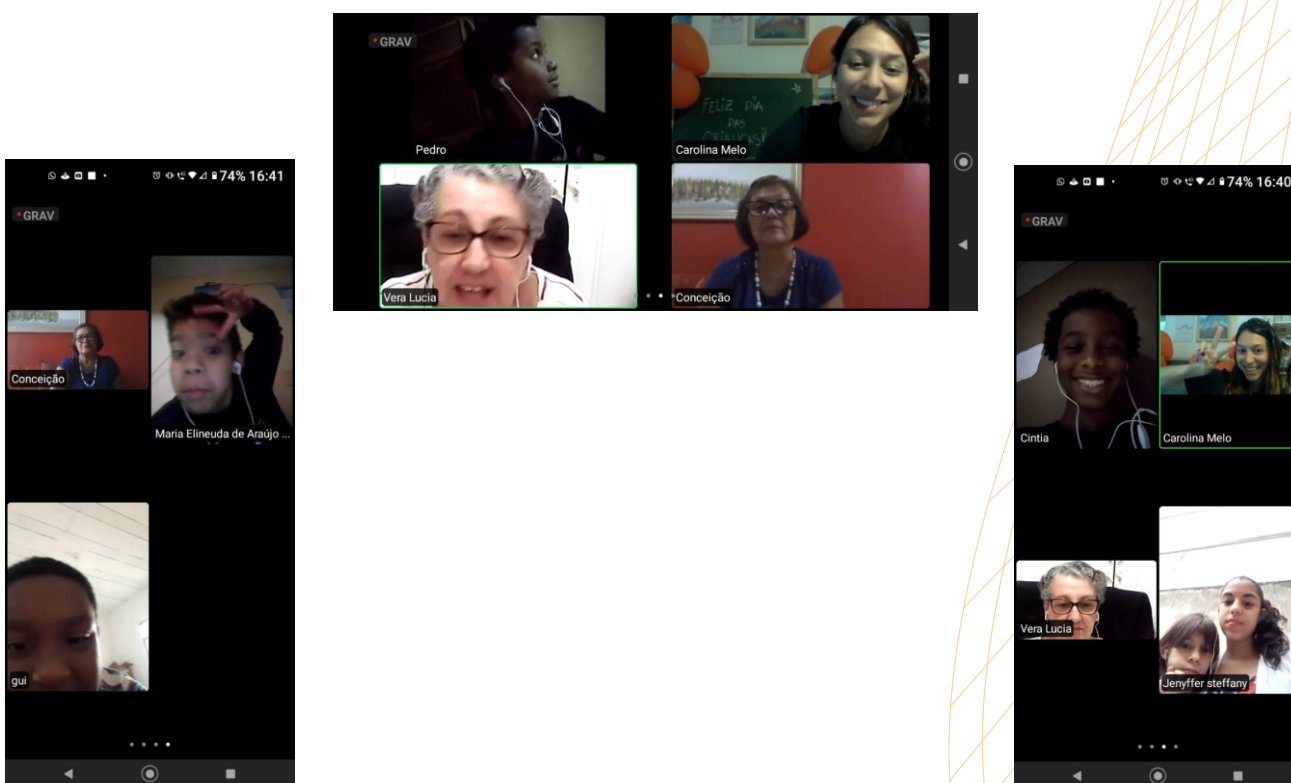 GRAV
Pedro
FELIZ DIA
DAS
CRIANÇAS!
Carolina Melo
Vera Lucia
Conceição
74% 16:41
GRAV
Conceição
Maria Elineuda de Araújo ...
gui
74% 16:40
GRAV
Cintia
Carolina Melo
Vera Lucia
Jenyffer steffany